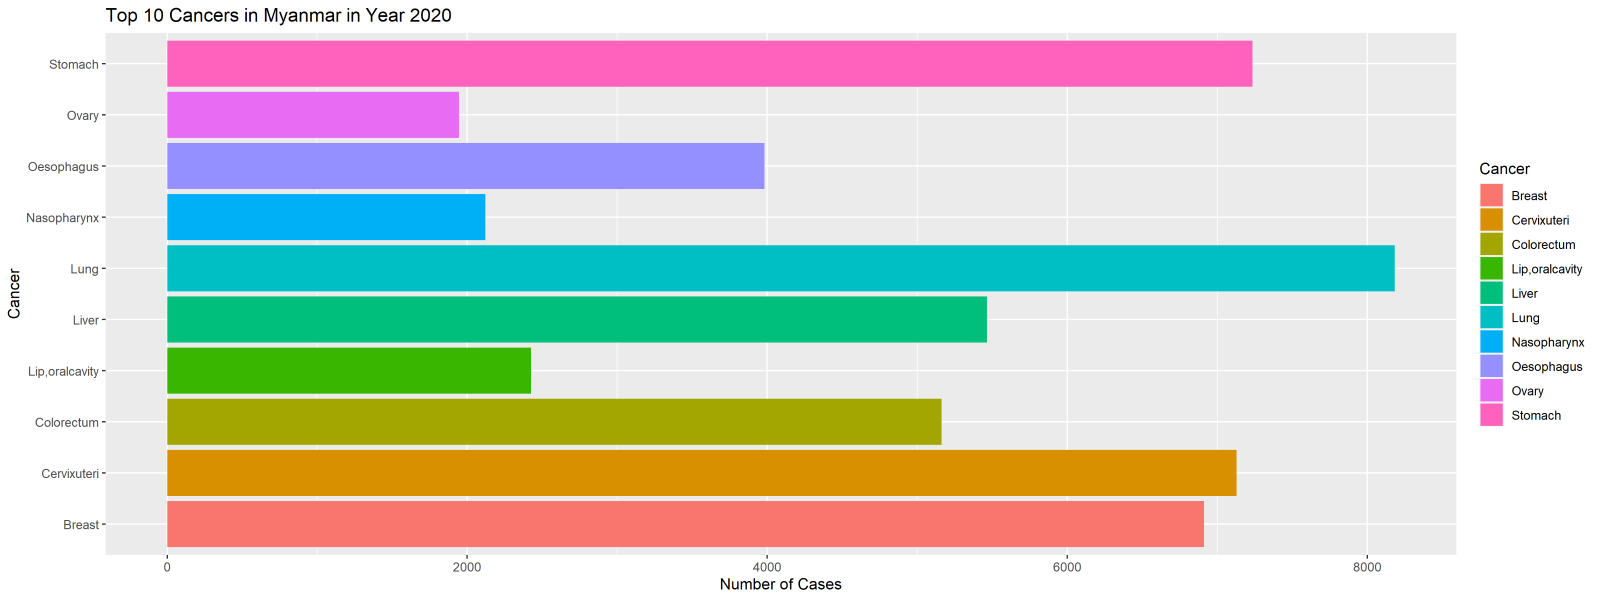 Top 10 Cancers in Myanmar in Year 2020
Cancer
Stomach
Ovary
Oesophagus
Nasopharynx
Lung
Liver
Lip,oralcavity
Colorectum
Cervixuteri
Breast
0 2000 4000 6000 8000
Number of Cases
Cancer
Breast
Cervixuteri
Colorectum
Lip,oralcavity
Liver
Lung
Nasopharynx
Oesophagus
Ovary
Stomach